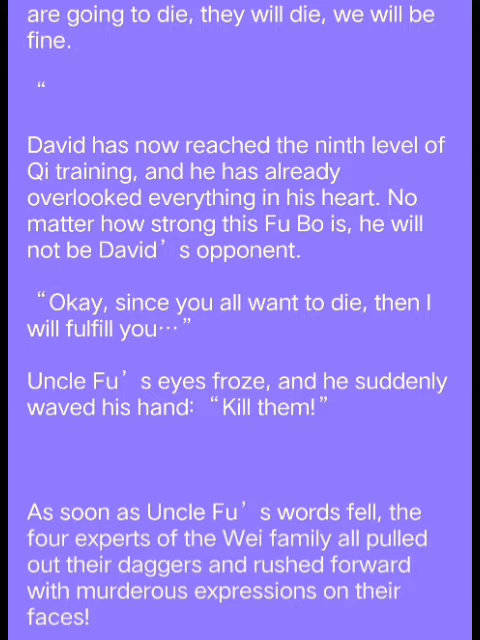 are going to die, they will die, we will be
fine.
“
David has now reached the ninth level of
Qi training, and he has already
overlooked everything in his heart. No
matter how strong this Fu Bo is, he will
not be David’s opponent.
“Okay, since you all want to die, then I
will fulfill you…”
Uncle Fu’s eyes froze, and he suddenly
waved his hand: “Kill them!”
As soon as Uncle Fu’s words fell, the
four experts of the Wei family all pulled
out their daggers and rushed forward
with murderous expressions on their
faces!